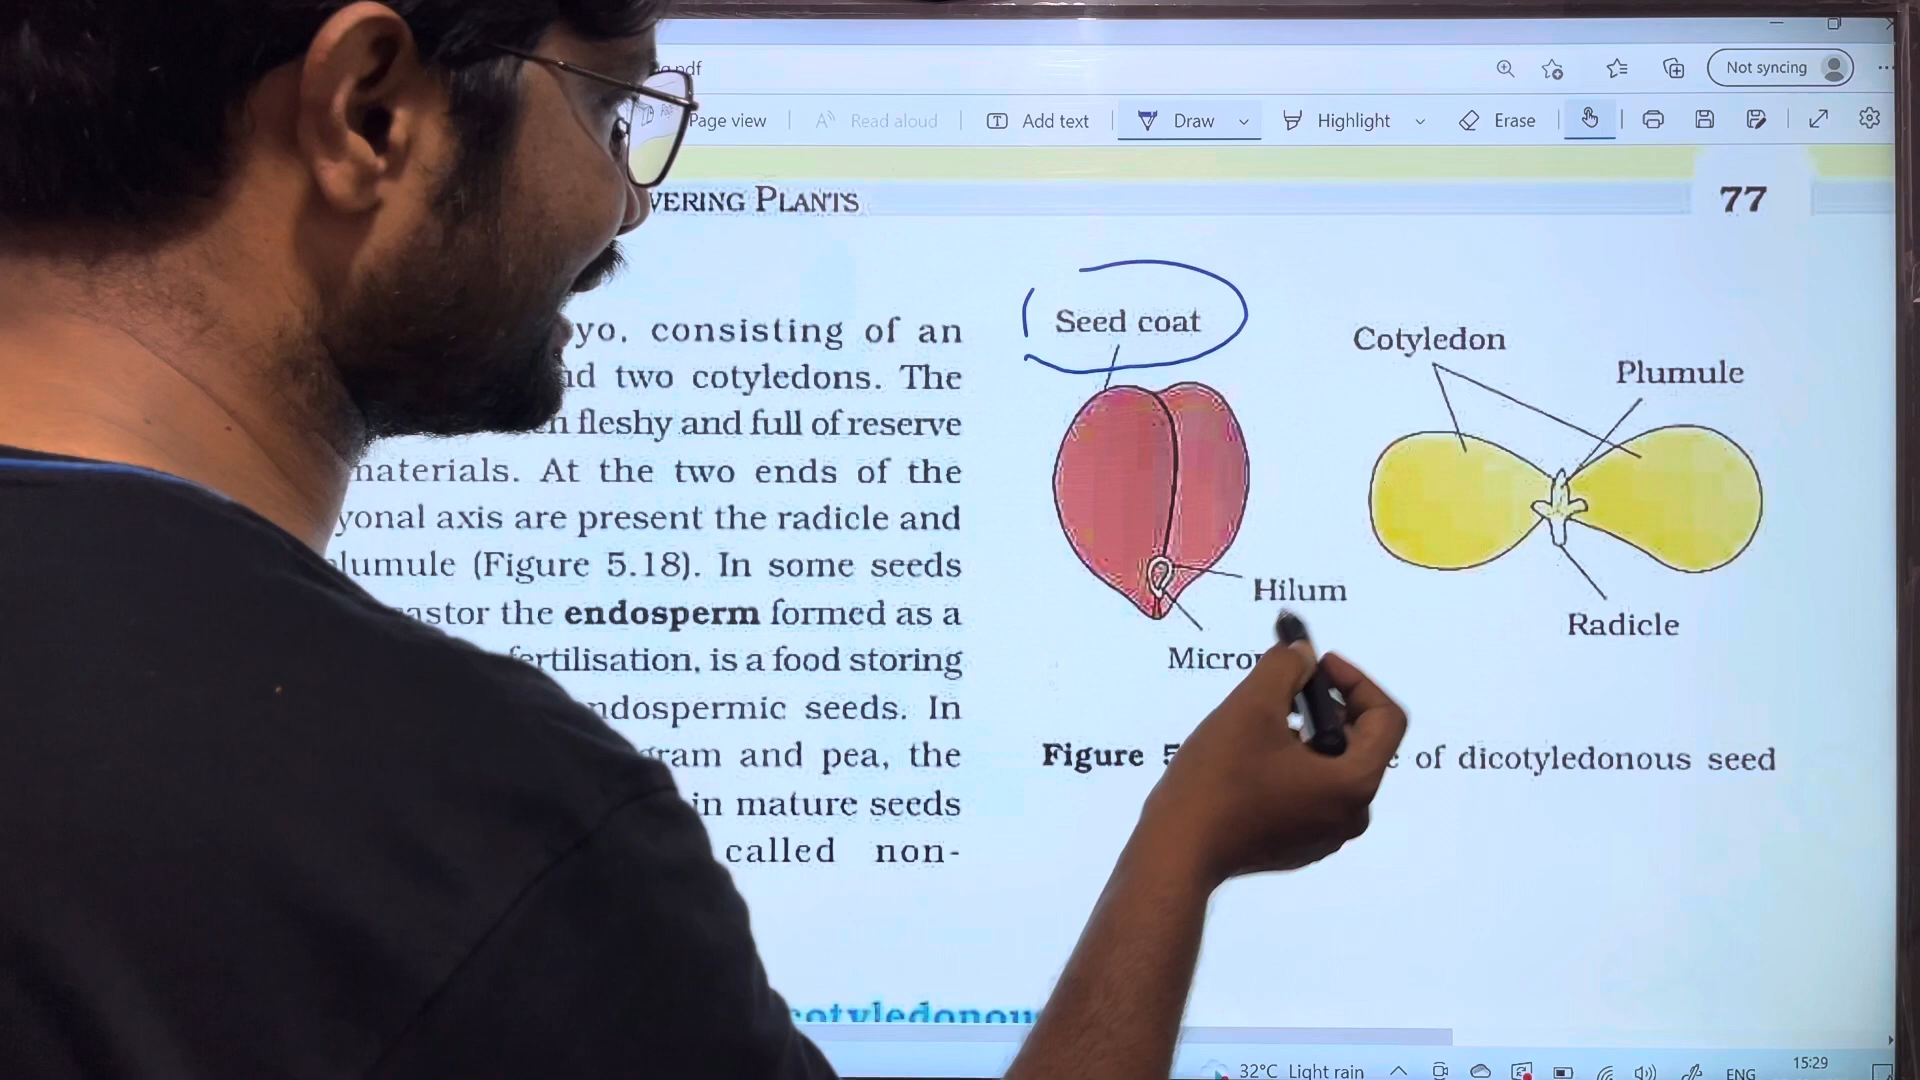 pdf
Not syncing
Page view
Read aloud
Add text
Draw
Highlight
Erase
VERING PLANTS
77
yo, consisting of an
nd two cotyledons. The
n fleshy and full of reserve
materials. At the two ends of the
yonal axis are present the radicle and
plumule (Figure 5.18). In some seeds
astor the endosperm formed as a
fertilisation, is a food storing
ndospermic seeds. In
gram and pea, the
in mature seeds
called non-
Seed coat
Hilum
Micro
Cotyledon
Plumule
Radicle
Figure 5
of dicotyledonous seed
cotyledonou
32°C Light rain
ENG
15:29